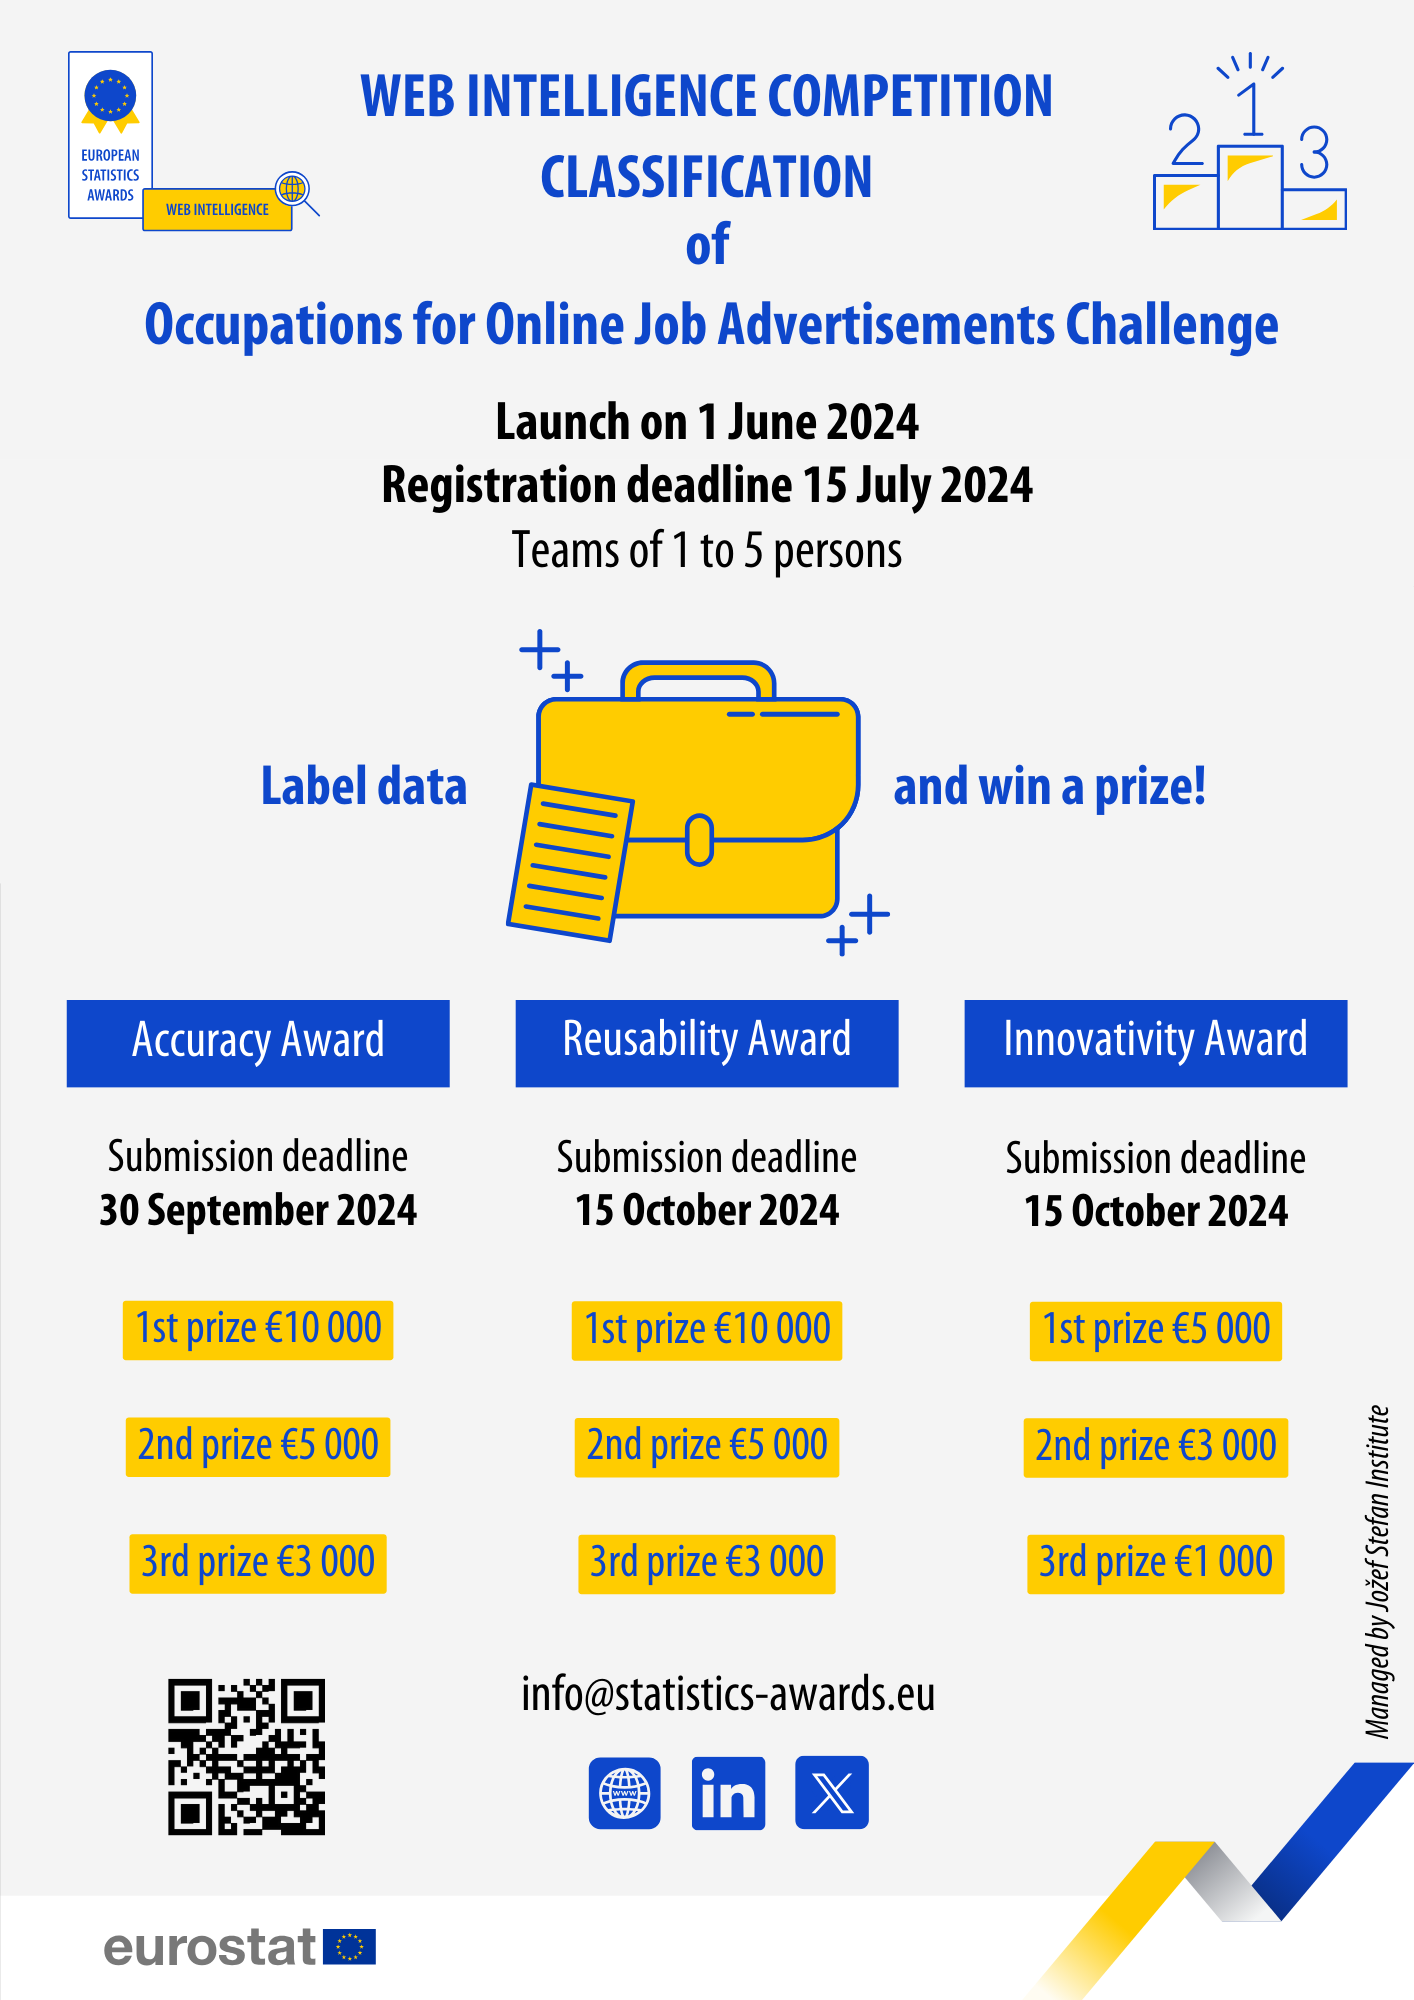 EUROPEAN
STATISTICS
AWARDS
WEB INTELLIGENCE
WEB INTELLIGENCE COMPETITION
CLASSIFICATION
of
Occupations for Online Job Advertisements Challenge
2 1 3
Launch on 1 June 2024
Registration deadline 15 July 2024
Teams of 1 to 5 persons
Label data and win a prize!
Accuracy Award
Submission deadline
30 September 2024
1st prize €10 000
2nd prize €5 000
3rd prize €3 000
Reusability Award
Submission deadline
15 October 2024
1st prize €10 000
2nd prize €5 000
3rd prize €3 000
Innovativity Award
Submission deadline
15 October 2024
1st prize €5 000
2nd prize €3 000
3rd prize €1 000
Managed by Jožef Stefan Institute
info@statistics-awards.eu
www
in
X
eurostat